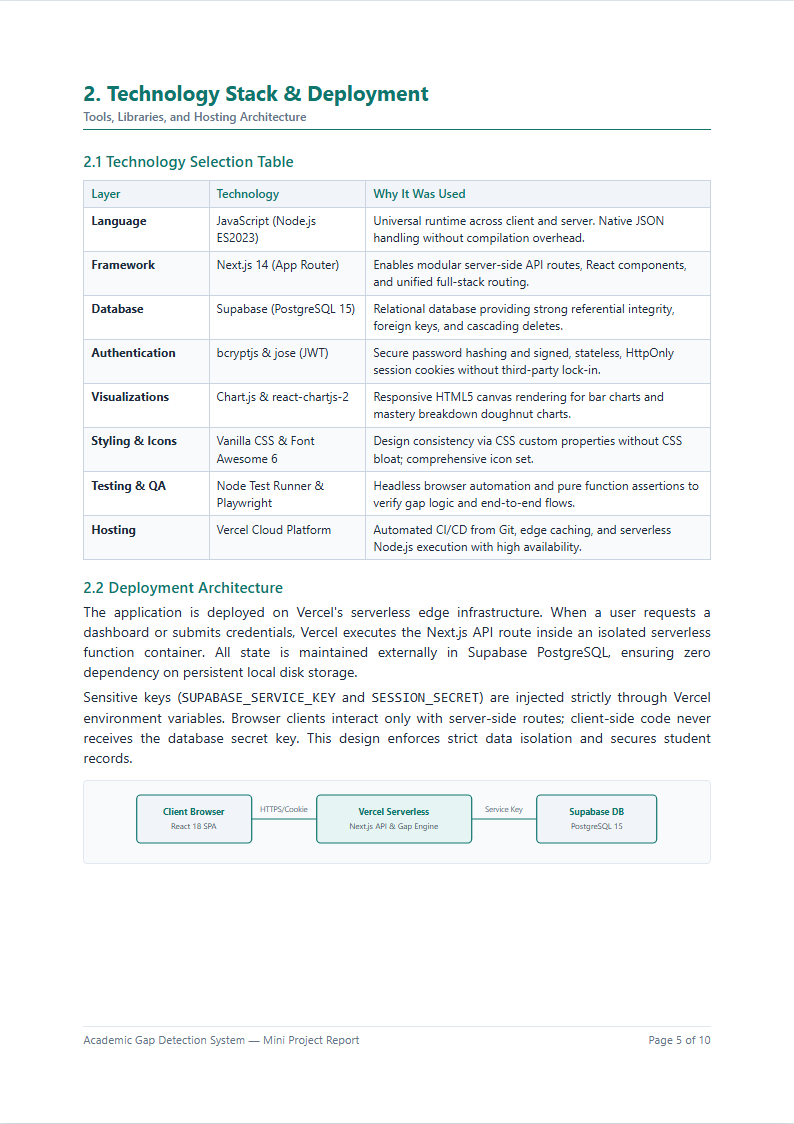 2. Technology Stack & Deployment
Tools, Libraries, and Hosting Architecture
2.1 Technology Selection Table
Layer Technology Why It Was Used
Language JavaScript (Node.js ES2023) Universal runtime across client and server. Native JSON handling without compilation overhead.
Framework Next.js 14 (App Router) Enables modular server-side API routes, React components, and unified full-stack routing.
Database Supabase (PostgreSQL 15) Relational database providing strong referential integrity, foreign keys, and cascading deletes.
Authentication bcryptjs & jose (JWT) Secure password hashing and signed, stateless, HttpOnly session cookies without third-party lock-in.
Visualizations Chart.js & react-chartjs-2 Responsive HTML5 canvas rendering for bar charts and mastery breakdown doughnut charts.
Styling & Icons Vanilla CSS & Font Awesome 6 Design consistency via CSS custom properties without CSS bloat; comprehensive icon set.
Testing & QA Node Test Runner & Playwright Headless browser automation and pure function assertions to verify gap logic and end-to-end flows.
Hosting Vercel Cloud Platform Automated CI/CD from Git, edge caching, and serverless Node.js execution with high availability.
2.2 Deployment Architecture
The application is deployed on Vercel's serverless edge infrastructure. When a user requests a
dashboard or submits credentials, Vercel executes the Next.js API route inside an isolated serverless
function container. All state is maintained externally in Supabase PostgreSQL, ensuring zero
dependency on persistent local disk storage.
Sensitive keys (SUPABASE_SERVICE_KEY and SESSION_SECRET) are injected strictly through Vercel
environment variables. Browser clients interact only with server-side routes; client-side code never
receives the database secret key. This design enforces strict data isolation and secures student
records.
Client Browser
React 18 SPA
HTTPS/Cookie
Vercel Serverless
Next.js API & Gap Engine
Service Key
Supabase DB
PostgreSQL 15
Academic Gap Detection System — Mini Project Report
Page 5 of 10